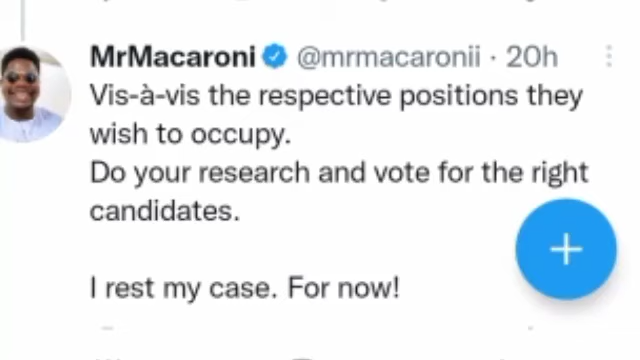 MrMacaroni @mrmacaronii · 20h
Vis-à-vis the respective positions they
wish to occupy.
Do your research and vote for the right
candidates.
I rest my case. For now!